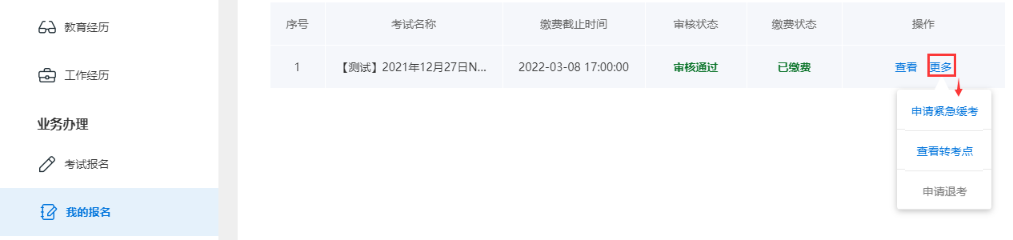 教育经历
工作经历
业务办理
考试报名
我的报名
序号 考试名称 缴费截止时间 审核状态 缴费状态 操作
1 【测试】2021年12月27日N... 2022-03-08 17:00:00 审核通过 已缴费 查看 更多
申请紧急缓考
查看转考点
申请退考